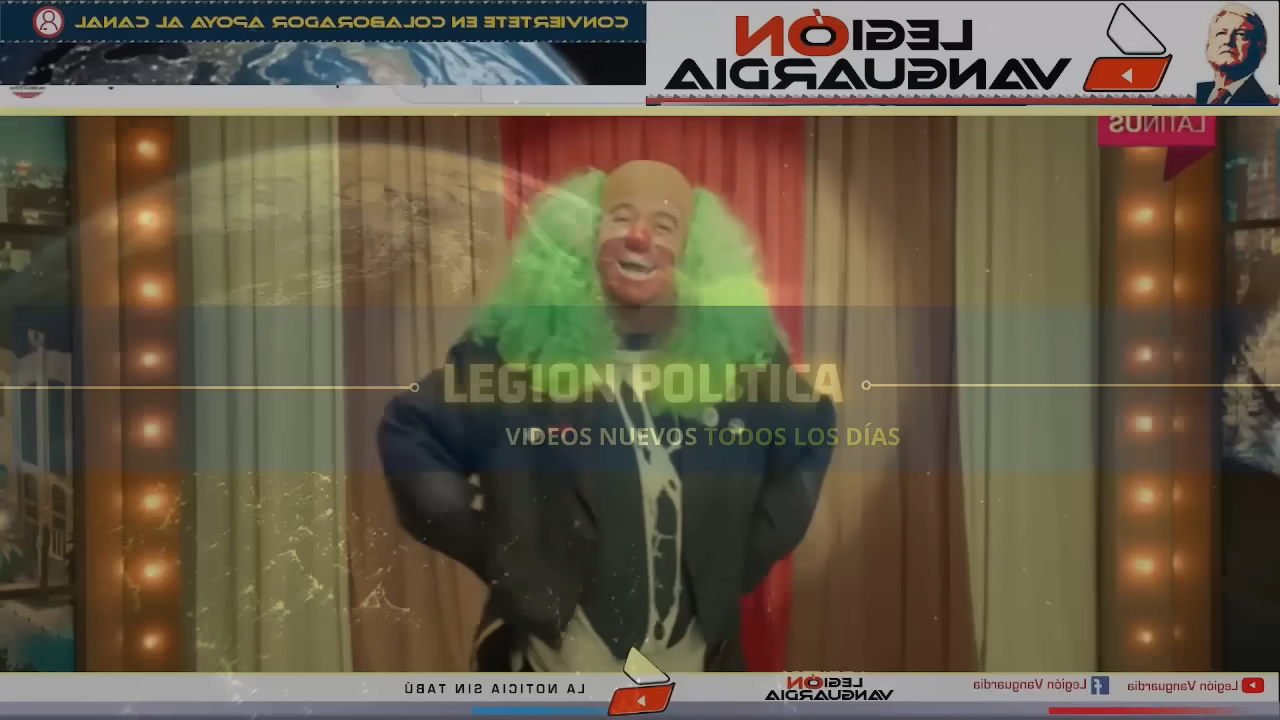 CONVIERTETE EN COLABORADOR APOYA AL CANAL
LEGIÓN
VANGUARDIA
LATINUS
LEGION POLITICA
VIDEOS NUEVOS TODOS LOS DÍAS
LA NOTICIA SIN TABÚ
LEGIÓN
VANGUARDIA
Legión Vanguardia
Legión Vanguardia